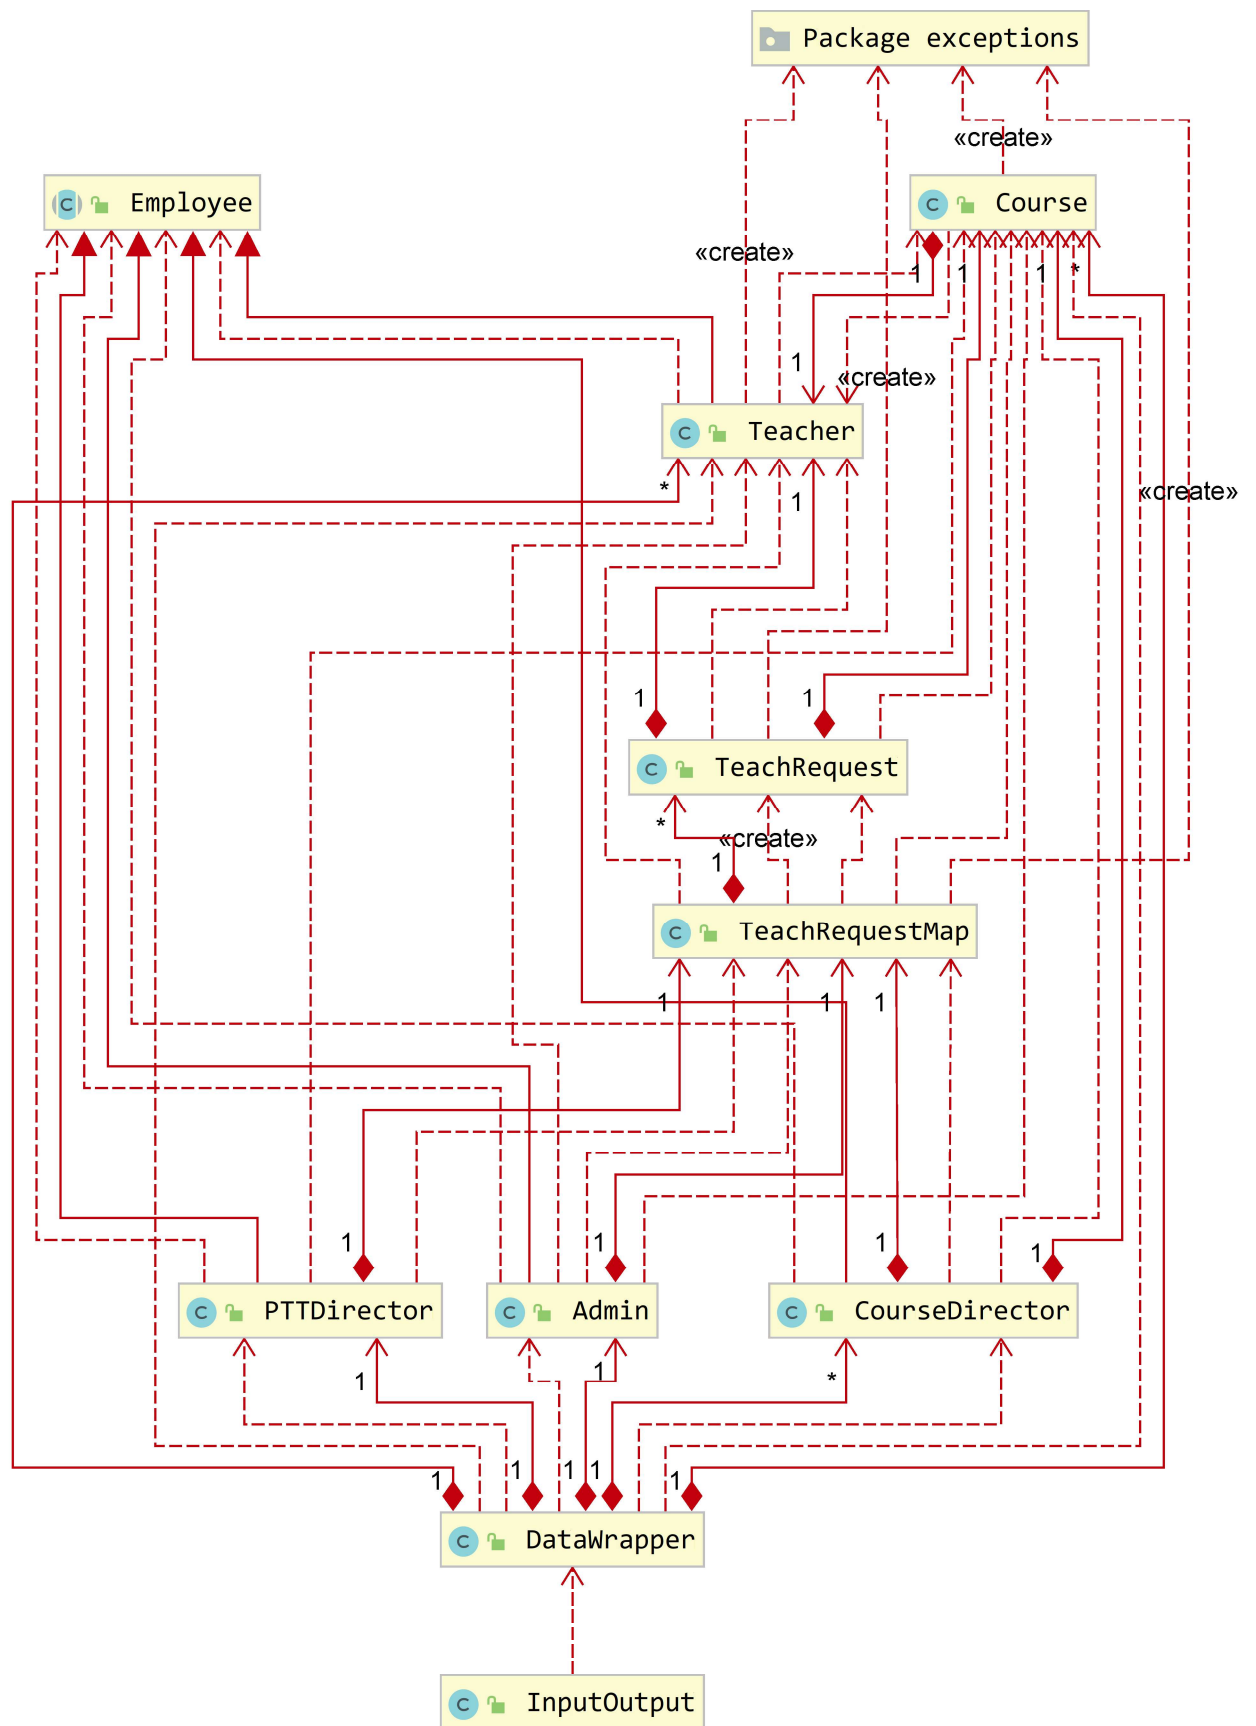 Package exceptions
«create»
C Employee
C Course
«create»
1
1
1
*
1
«create»
C Teacher
*
1
«create»
1
1
C TeachRequest
*
«create»
1
C TeachRequestMap
1
1
1
1
1
1
1
C PTTDirector
C Admin
C CourseDirector
1
1
*
1
1
1
1
1
C DataWrapper
C InputOutput